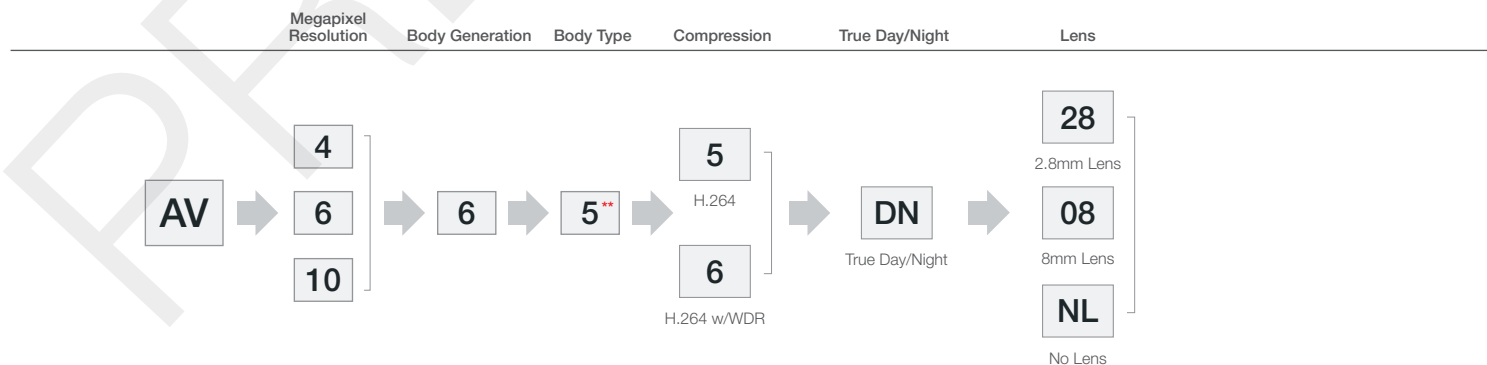 Megapixel
Resolution
Body Generation
Body Type
Compression
True Day/Night
Lens
AV
4
6
10
6
5**
5
H.264
6
H.264 w/WDR
DN
True Day/Night
28
2.8mm Lens
08
8mm Lens
NL
No Lens